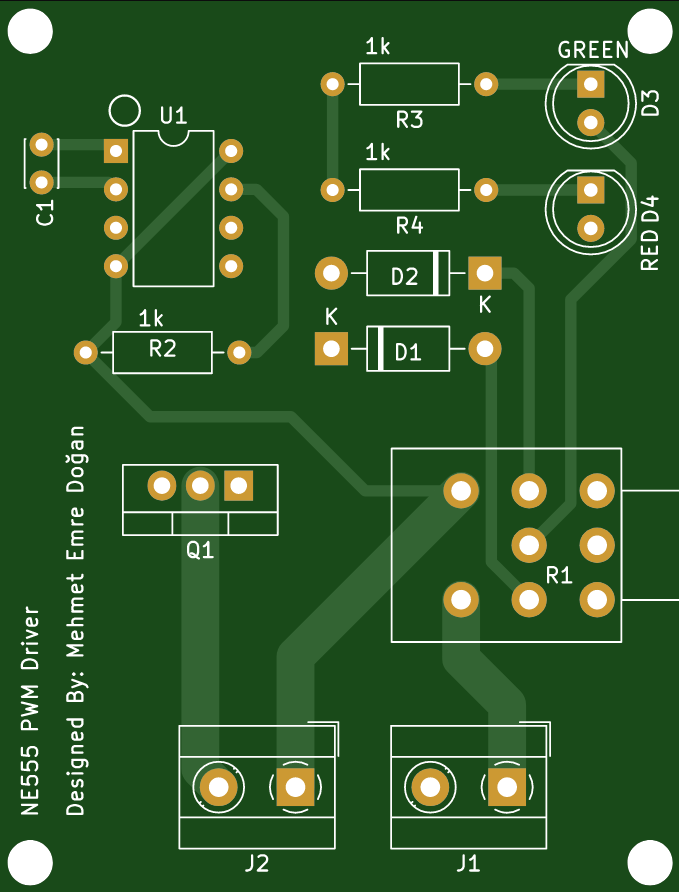 1k
GREEN
R3
D3
U1
1k
C1
R4
RED D4
D2
K
K
1k
R2
D1
Q1
R1
NE555 PWM Driver
Designed By: Mehmet Emre Doğan
J2
J1